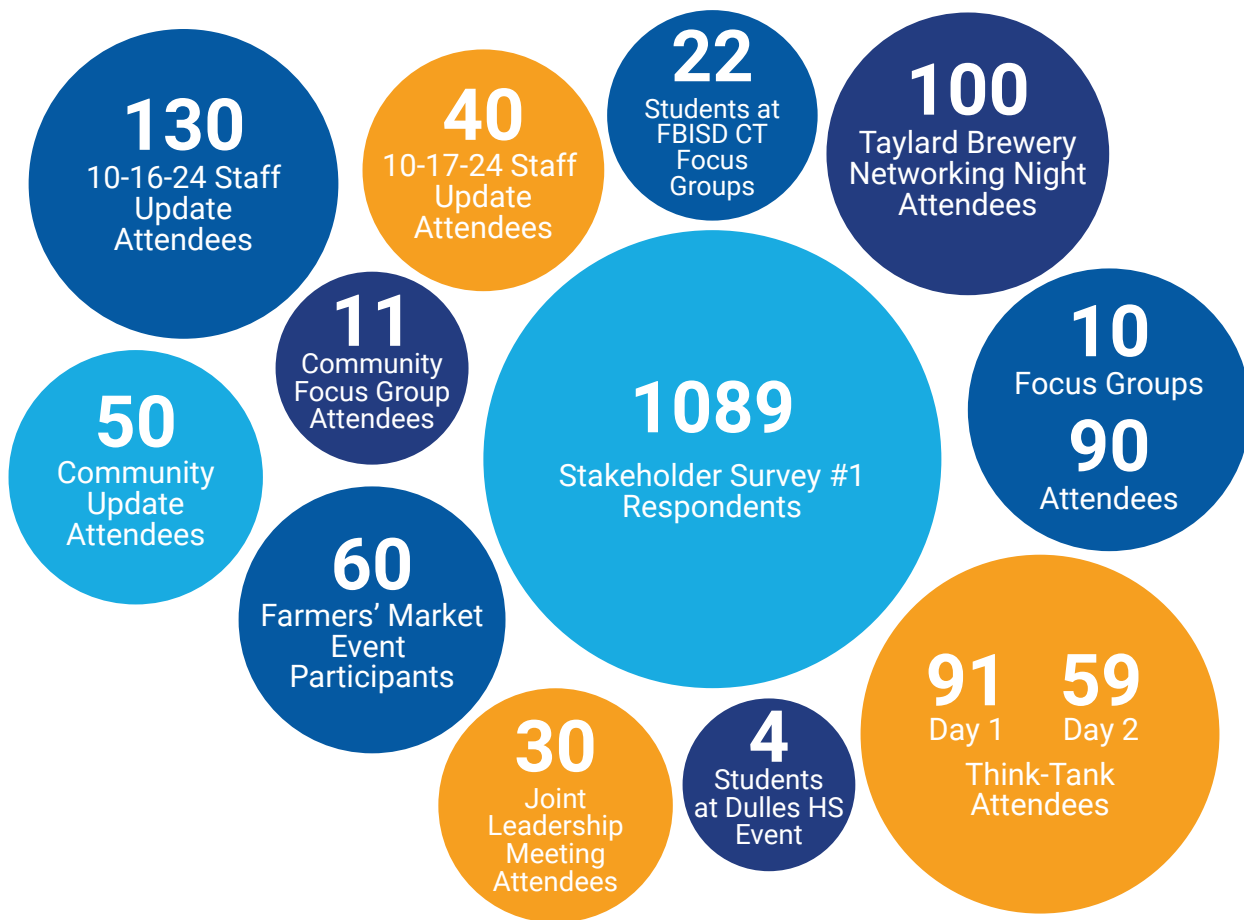 130
10-16-24 Staff
Update
Attendees
40
10-17-24 Staff
Update
Attendees
22
Students at
FBISD CT
Focus
Groups
100
Taylard Brewery
Networking Night
Attendees
11
Community
Focus Group
Attendees
50
Community
Update
Attendees
1089
Stakeholder Survey #1
Respondents
10
Focus Groups
90
Attendees
60
Farmers’ Market
Event
Participants
30
Joint
Leadership
Meeting
Attendees
4
Students
at Dulles HS
Event
91 59
Day 1 Day 2
Think-Tank
Attendees